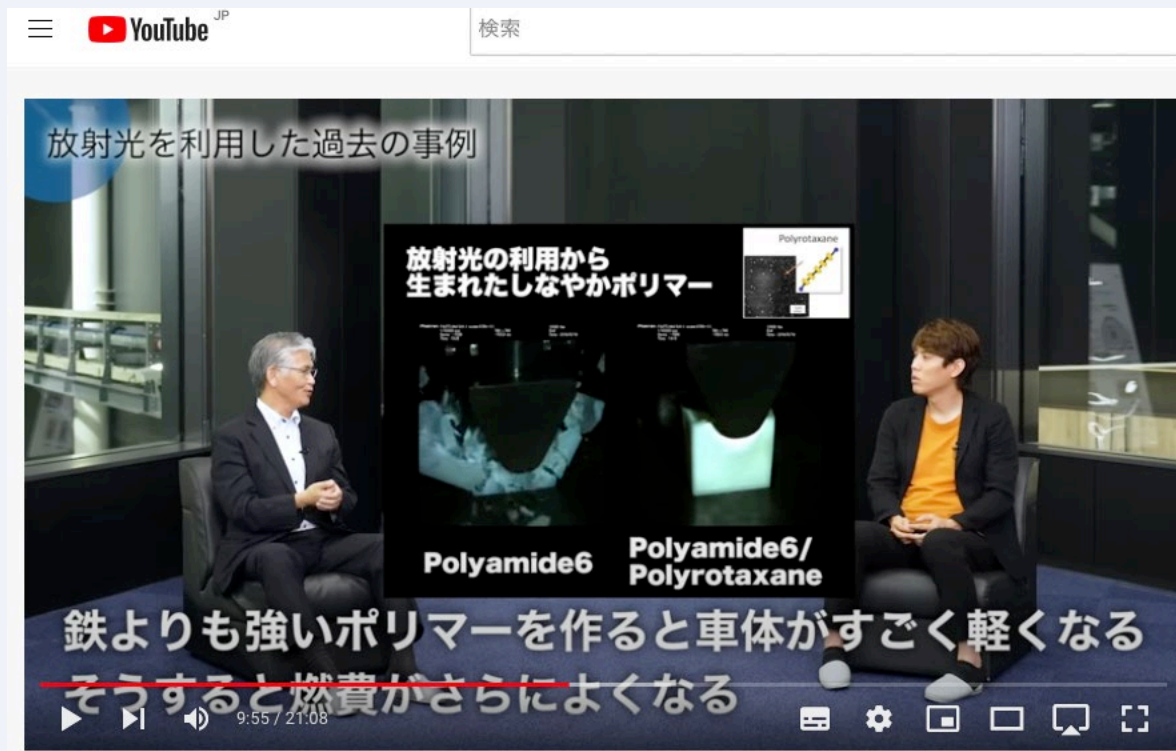 YouTube JP
検索
放射光を利用した過去の事例
放射光の利用から
生まれたしなやかポリマー
Polyrotaxane
Polyamide6
Polyamide6/
Polyrotaxane
鉄よりも強いポリマーを作ると車体がすごく軽くなる
そうすると燃費がさらによくなる
9:55 / 21:08